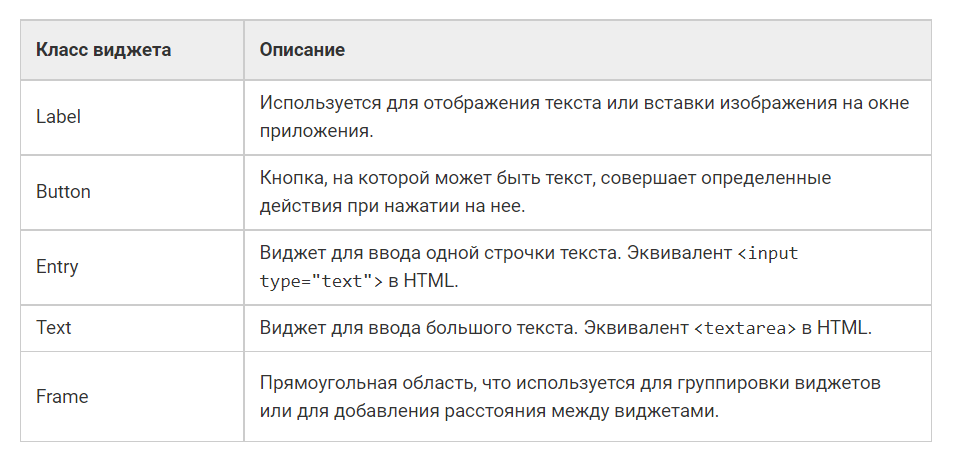 Класс виджета
Описание
Label
Используется для отображения текста или вставки изображения на окне
приложения.
Button
Кнопка, на которой может быть текст, совершает определенные
действия при нажатии на нее.
Entry
Виджет для ввода одной строчки текста. Эквивалент <input
type="text"> в HTML.
Text
Виджет для ввода большого текста. Эквивалент <textarea> в HTML.
Frame
Прямоугольная область, что используется для группировки виджетов
или для добавления расстояния между виджетами.